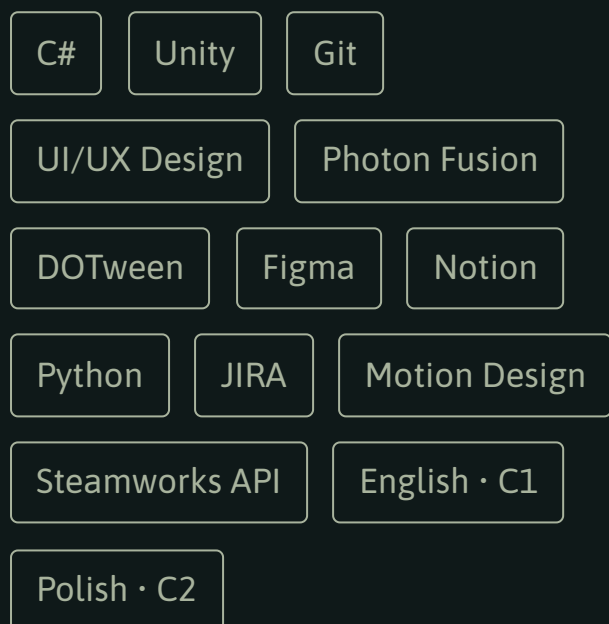 C# Unity Git
UI/UX Design Photon Fusion
DOTween Figma Notion
Python JIRA Motion Design
Steamworks API English · C1
Polish · C2